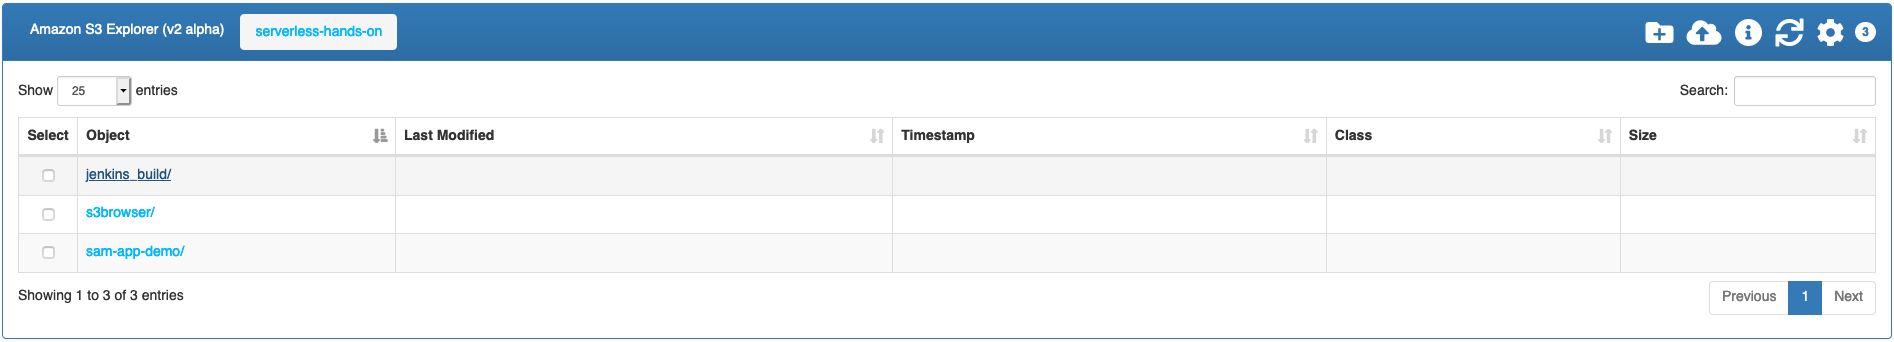 Amazon S3 Explorer (v2 alpha) serverless-hands-on 3
Show 25 entries Search:
Select Object Last Modified Timestamp Class Size
jenkins_build/
s3browser/
sam-app-demo/
Showing 1 to 3 of 3 entries Previous 1 Next